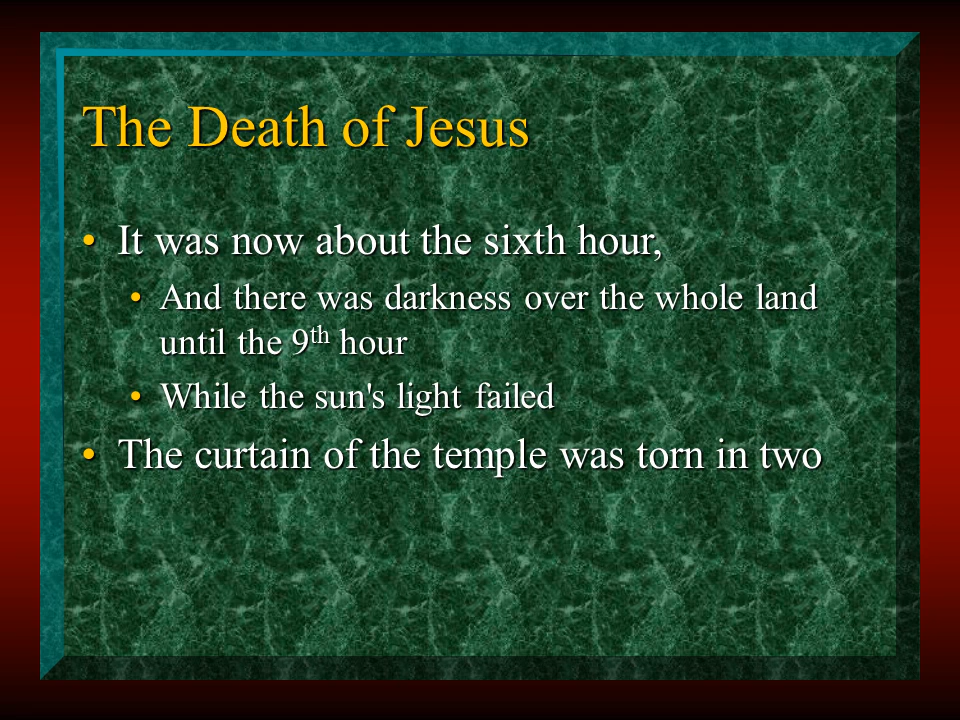 The Death of Jesus
• It was now about the sixth hour,
• And there was darkness over the whole land
until the 9th hour
• While the sun's light failed
• The curtain of the temple was torn in two